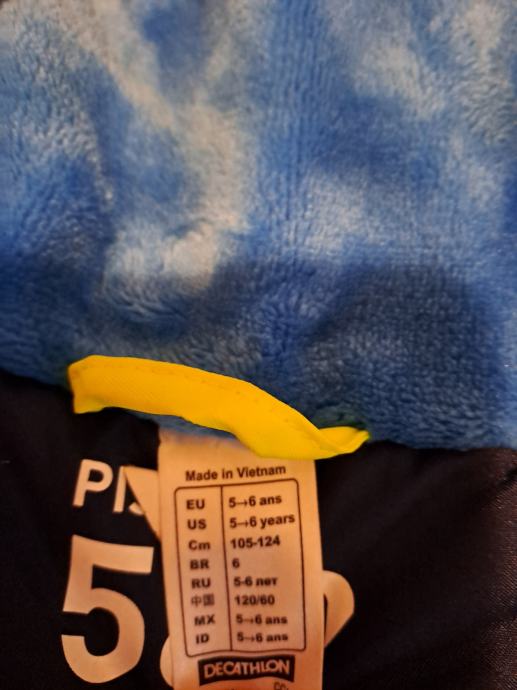 Made in Vietnam
EU 5→6 ans
US 5→6 years
Cm 105-124
BR 6
RU 5-6 лет
中国 120/60
MX 5→6 ans
ID 5→6 ans
DECATHLON
5